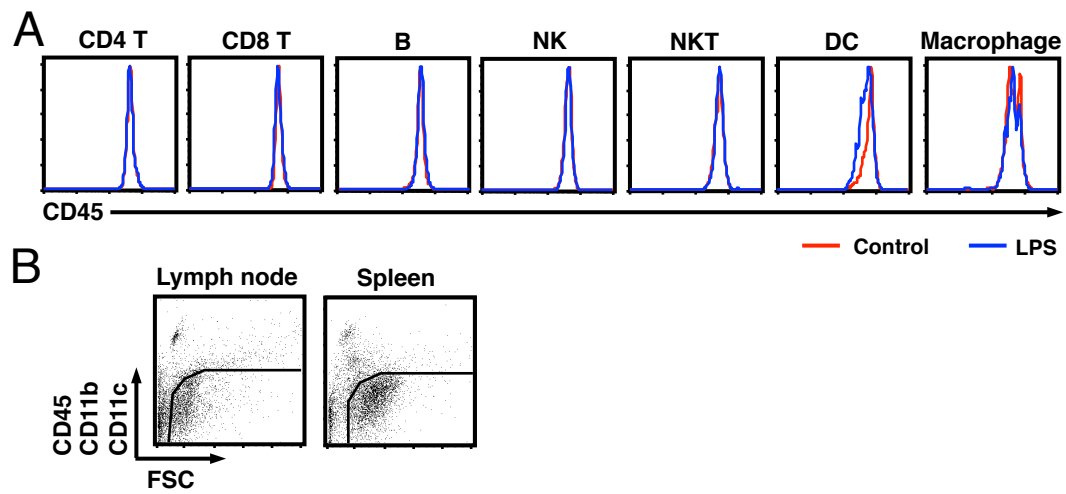 A
CD4 T CD8 T B NK NKT DC Macrophage
CD45
Control LPS
B
Lymph node Spleen
CD45
CD11b
CD11c
FSC